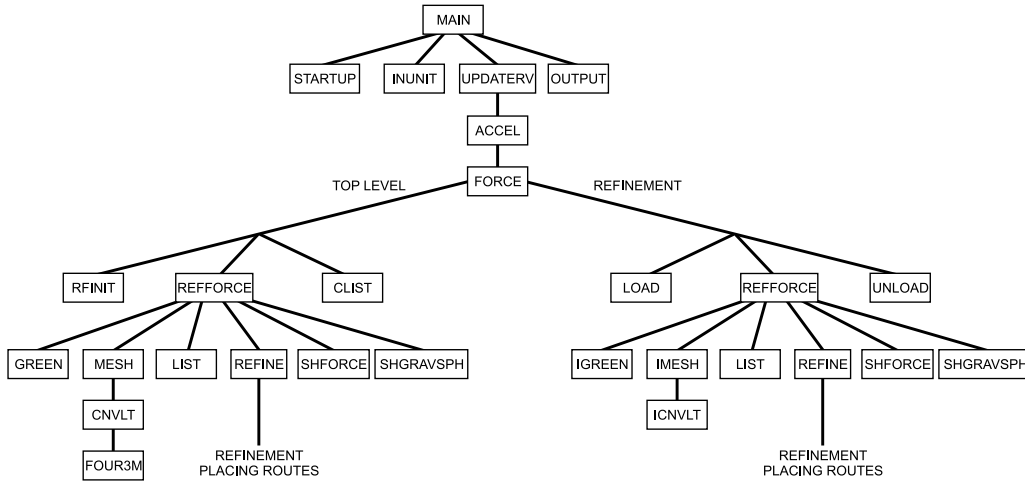 MAIN
STARTUP
INUNIT
UPDATERV
OUTPUT
ACCEL
FORCE
TOP LEVEL
REFINEMENT
RFINIT
REFFORCE
CLIST
LOAD
REFFORCE
UNLOAD
GREEN
MESH
LIST
REFINE
SHFORCE
SHGRAVSPH
IGREEN
IMESH
LIST
REFINE
SHFORCE
SHGRAVSPH
CNVLT
ICNVLT
FOUR3M
REFINEMENT
PLACING ROUTES
REFINEMENT
PLACING ROUTES